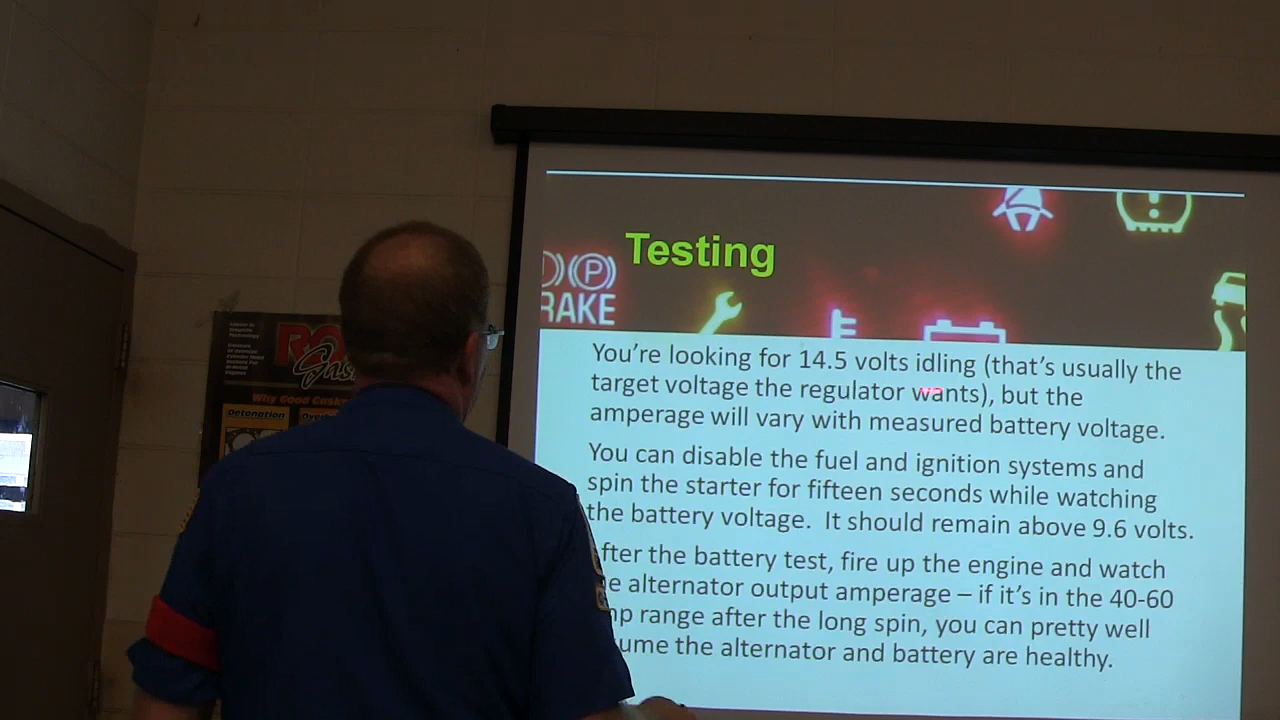 Testing
BRAKE
P
You're looking for 14.5 volts idling (that's usually the
target voltage the regulator wants), but the
amperage will vary with measured battery voltage.
You can disable the fuel and ignition systems and
spin the starter for fifteen seconds while watching
the battery voltage. It should remain above 9.6 volts.
fter the battery test, fire up the engine and watch
e alternator output amperage – if it's in the 40-60
mp range after the long spin, you can pretty well
ume the alternator and battery are healthy.
Why Good Gask
Detonation